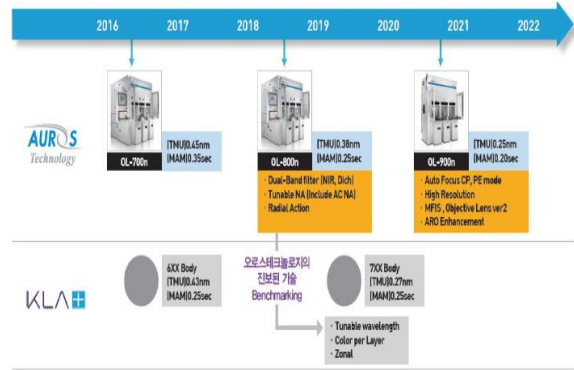 2016 2017 2018 2019 2020 2021 2022
AUROS
Technology
OL-700n
(TMU)0.45nm
(MAM)0.35sec
OL-800n
(TMU)0.38nm
(MAM)0.25sec
· Dual-Band filter (NIR, Dich)
· Tunable NA (Include AC NA)
· Radial Action
OL-900n
(TMU)0.25nm
(MAM)0.20sec
· Auto Focus CP, PE mode
· High Resolution
· MFIS , Objective Lens ver2
· ARO Enhancement
KLA+
6XX Body
(TMU)0.43nm
(MAM)0.25sec
오로스테크놀로지의
진보된 기술
Benchmarking
7XX Body
(TMU)0.27nm
(MAM)0.25sec
· Tunable wavelength
· Color per Layer
· Zonal